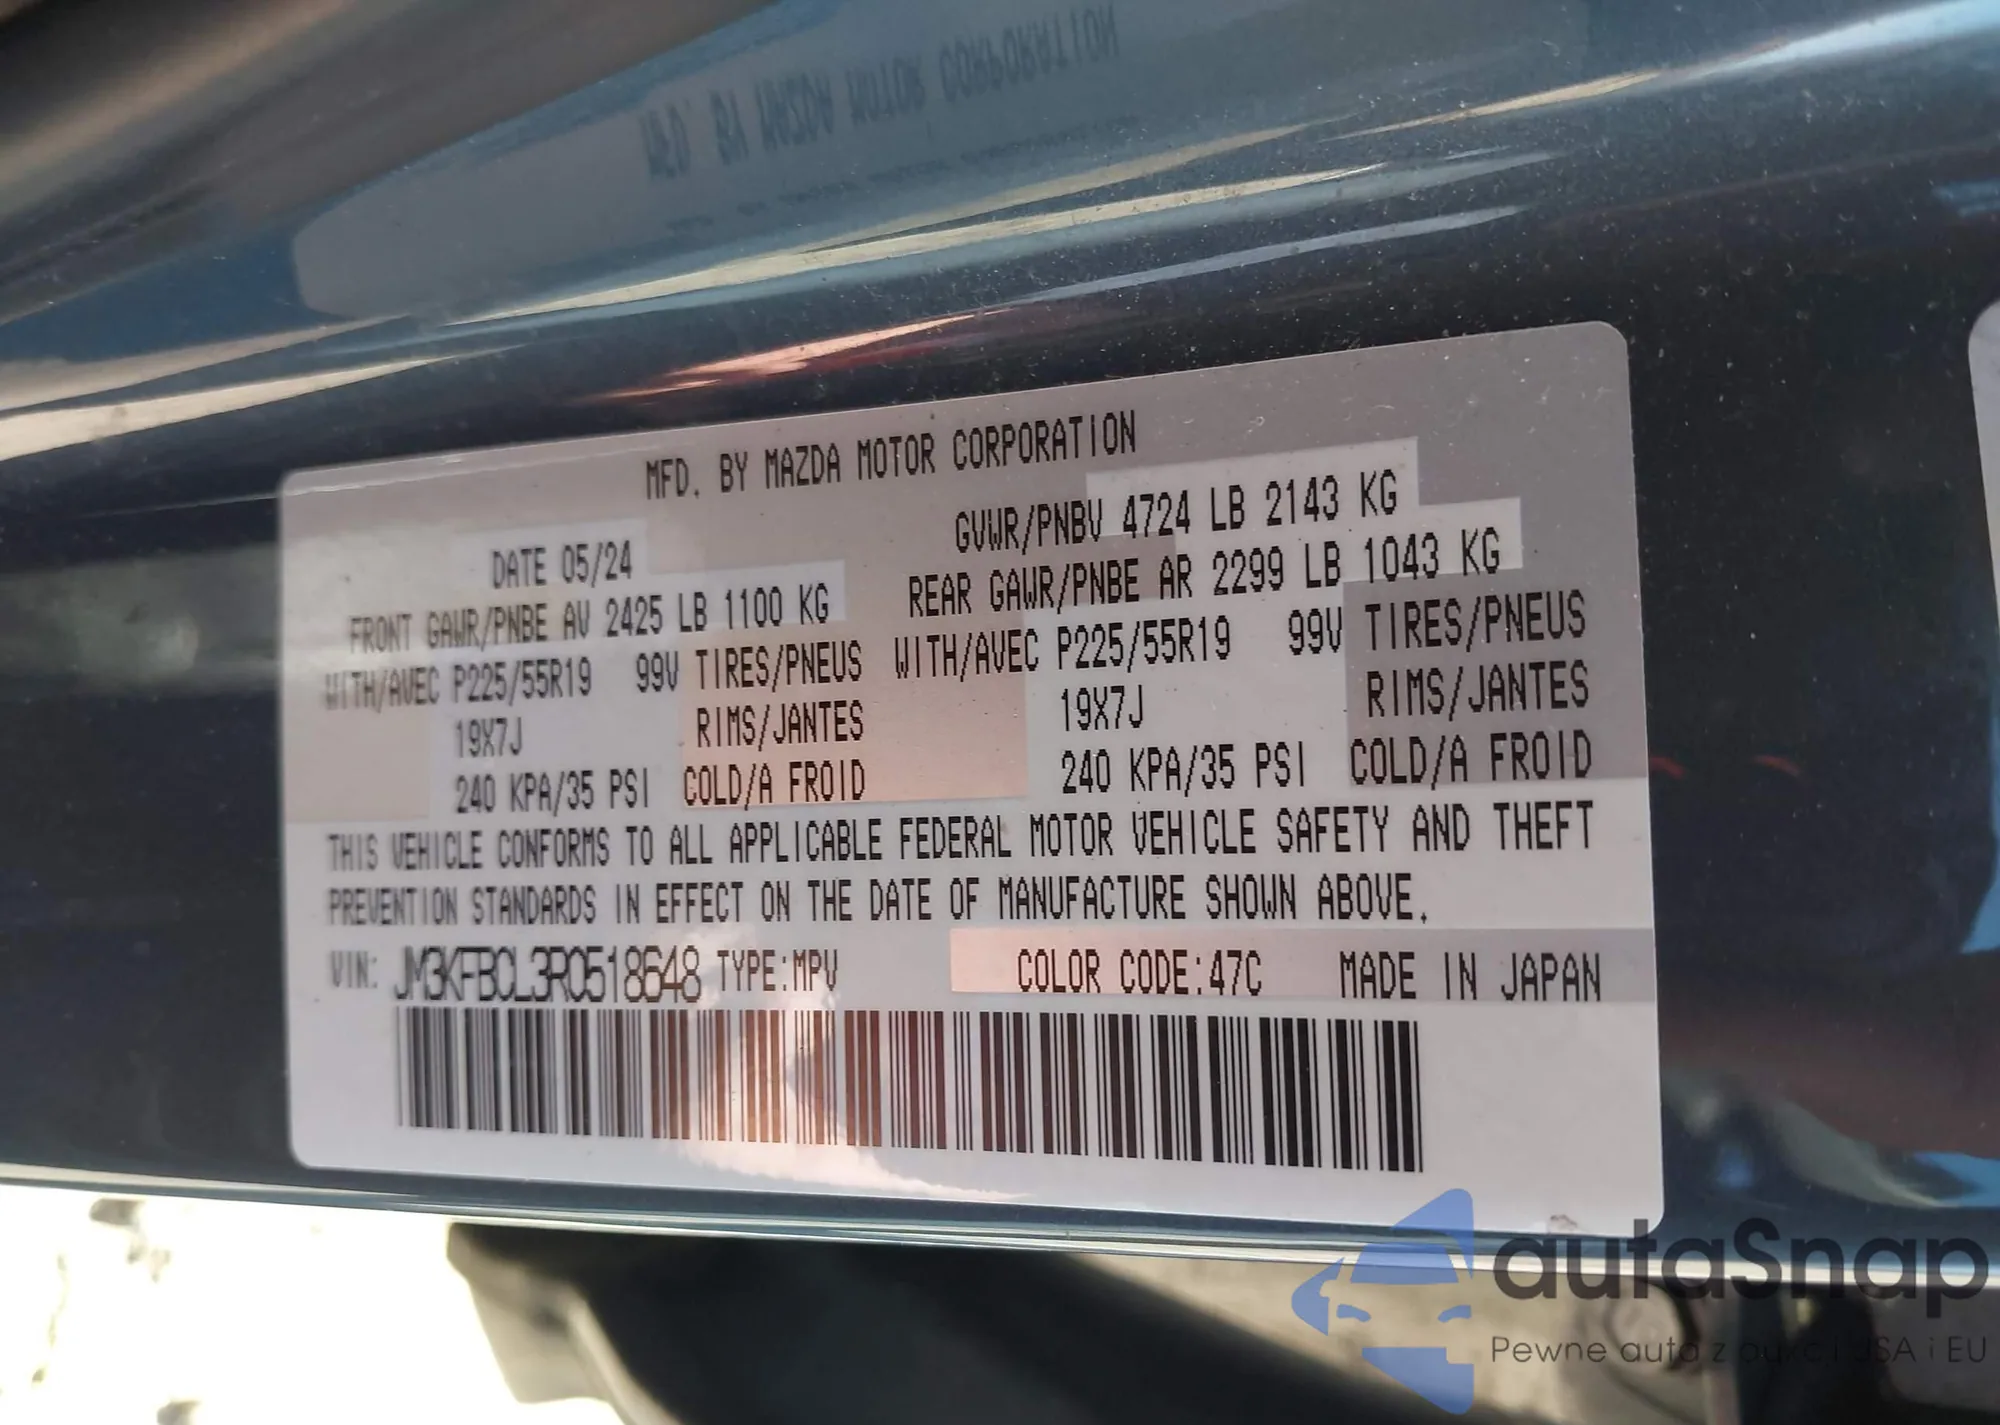 MFD. BY MAZDA MOTOR CORPORATION
DATE 05/24 GVWR/PNBV 4724 LB 2143 KG
FRONT GAWR/PNBE AV 2425 LB 1100 KG REAR GAWR/PNBE AR 2299 LB 1043 KG
WITH/AVEC P225/55R19 99V TIRES/PNEUS WITH/AVEC P225/55R19 99V TIRES/PNEUS
19X7J RIMS/JANTES 19X7J RIMS/JANTES
240 KPA/35 PSI COLD/A FROID 240 KPA/35 PSI COLD/A FROID
THIS VEHICLE CONFORMS TO ALL APPLICABLE FEDERAL MOTOR VEHICLE SAFETY AND THEFT
PREVENTION STANDARDS IN EFFECT ON THE DATE OF MANUFACTURE SHOWN ABOVE.
VIN: JM3KFBCL3R0518648 TYPE:MPV COLOR CODE:47C MADE IN JAPAN
autaSnap
Pewne auta z aukcji USA i EU